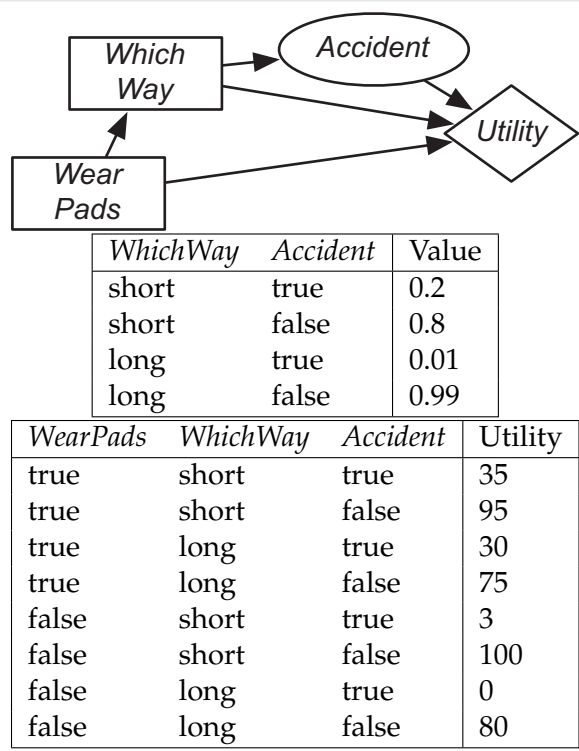 Which
Way
Accident
Utility
Wear
Pads
WhichWay Accident Value
short true 0.2
short false 0.8
long true 0.01
long false 0.99
WearPads WhichWay Accident Utility
true short true 35
true short false 95
true long true 30
true long false 75
false short true 3
false short false 100
false long true 0
false long false 80